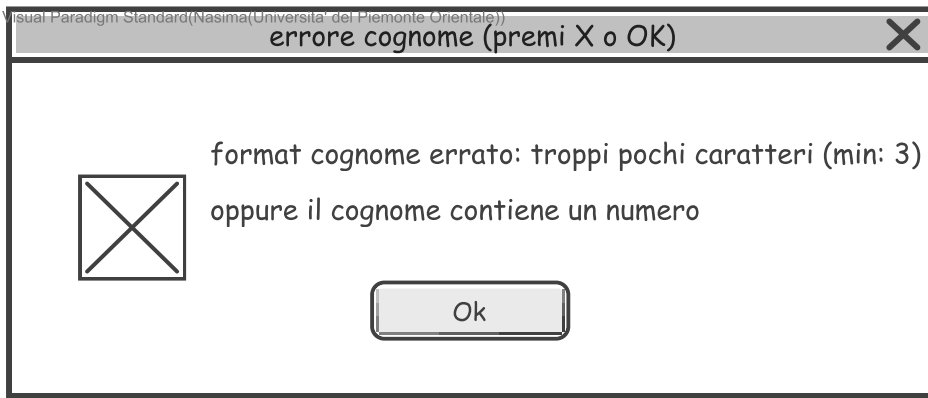 Visual Paradigm Standard(Nasima(Universita' del Piemonte Orientale))
errore cognome (premi X o OK)
format cognome errato: troppi pochi caratteri (min: 3)
oppure il cognome contiene un numero
Ok